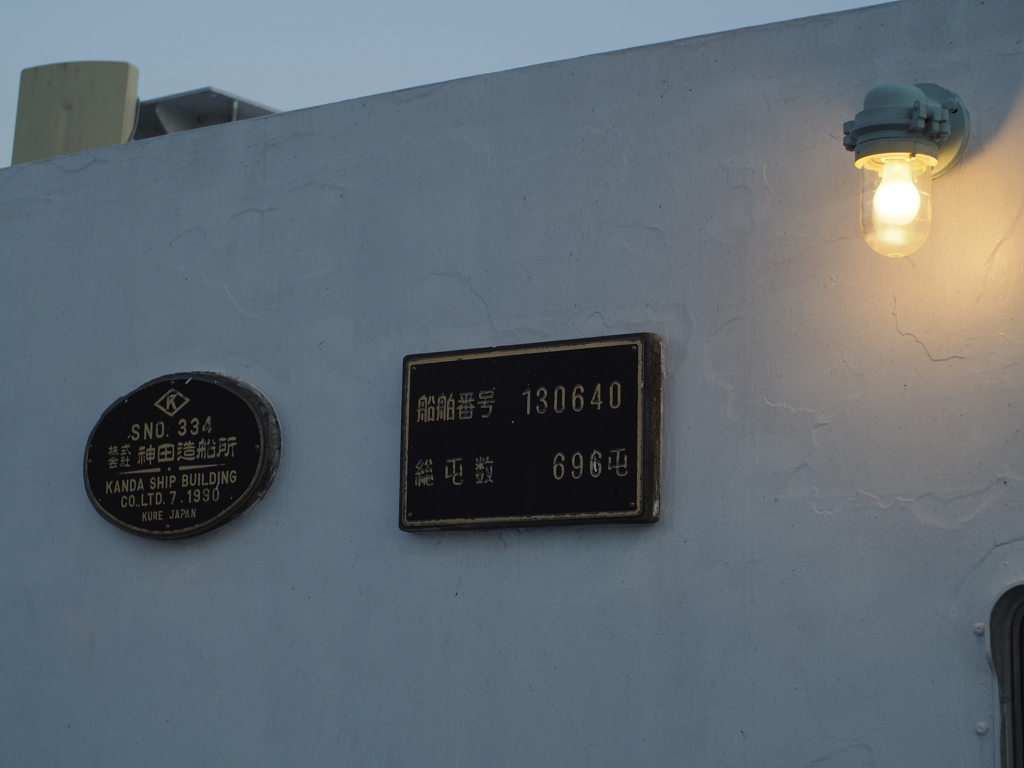 K
SNO. 334
株式会社 神田造船所
KANDA SHIP BUILDING
CO.,LTD. 7. 1990
KURE JAPAN
船舶番号 130640
総屯数 696屯